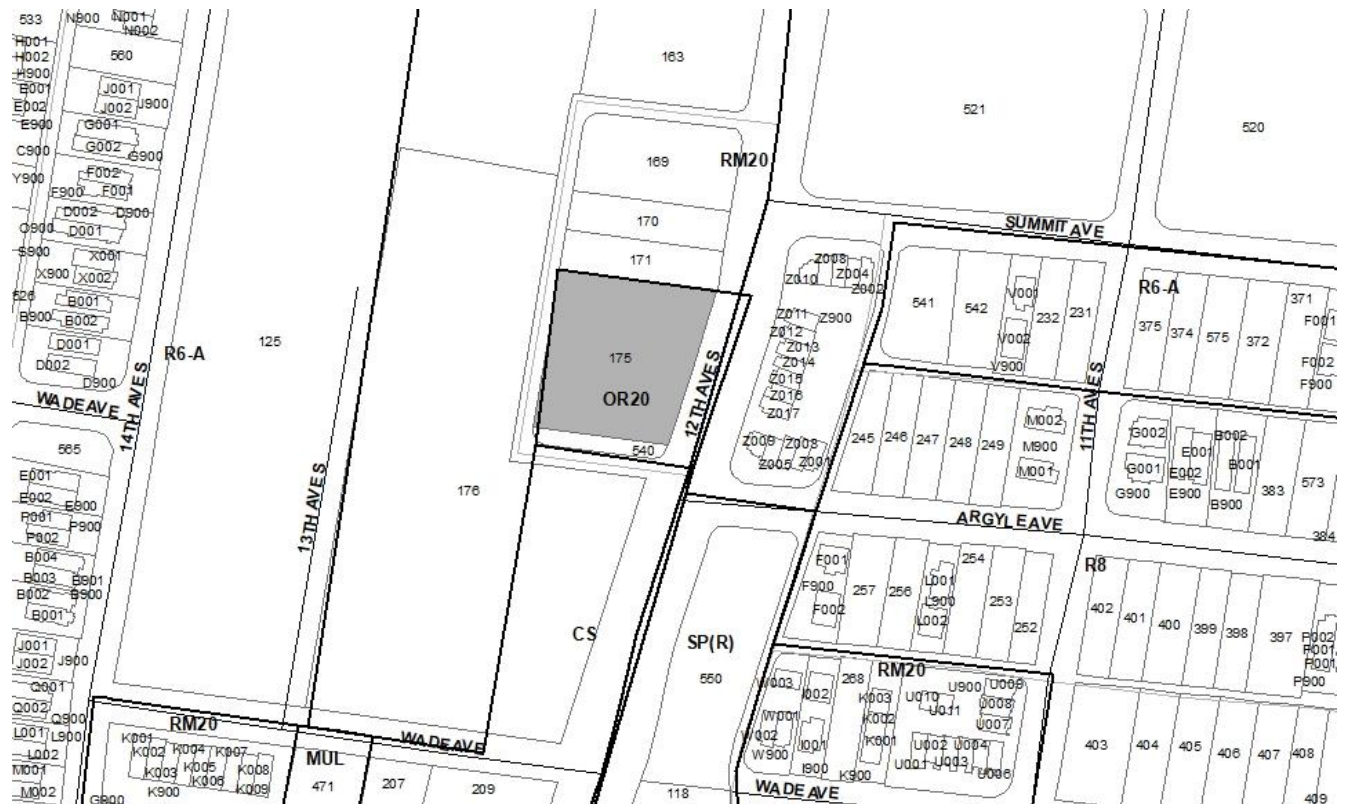 533
N900
N001
N002
H001
H002
H900
560
E001
E002
J001
J002
J900
E900
G001
G002
G900
C900
Y900
F002
F001
F900
D002
D900
D001
O900
S900
X001
X900
X002
526
B001
B900
B002
D001
D002
D900
WADE AVE
14TH AVE S
R6-A
125
565
E001
E002
E900
P001
P900
P002
B004
B003
B901
B002
B900
B001
J001
J002
J900
Q001
Q002
Q900
L001
L900
L002
M001
M002
G900
13TH AVE S
163
169
RM20
170
171
175
OR20
540
176
12TH AVE S
CS
RM20
K001
K002
K004
K007
K003
K005
K006
K008
K009
K900
MUL
471
WADE AVE
207
209
118
521
520
SUMMIT AVE
Z008
Z010
Z004
Z002
Z011
Z900
Z012
Z013
Z014
Z015
Z016
Z017
Z009
Z008
Z005
Z001
541
542
V001
V002
V900
232
231
R6-A
375
374
575
372
371
F001
F002
F900
11TH AVE S
245
246
247
248
249
M002
M900
M001
G002
G001
G900
E001
E002
E900
B002
B001
B900
383
573
384
ARGYLE AVE
R8
F001
F900
F002
257
256
L001
L900
L002
254
253
252
402
401
400
399
398
397
P002
P001
P900
SP(R)
550
RM20
W003
W001
W002
W900
I002
I001
I900
268
K003
K002
K001
K900
U010
U011
U900
U009
U008
U007
U002
U004
U001
U003
U006
WADE AVE
403
404
405
406
407
408
409